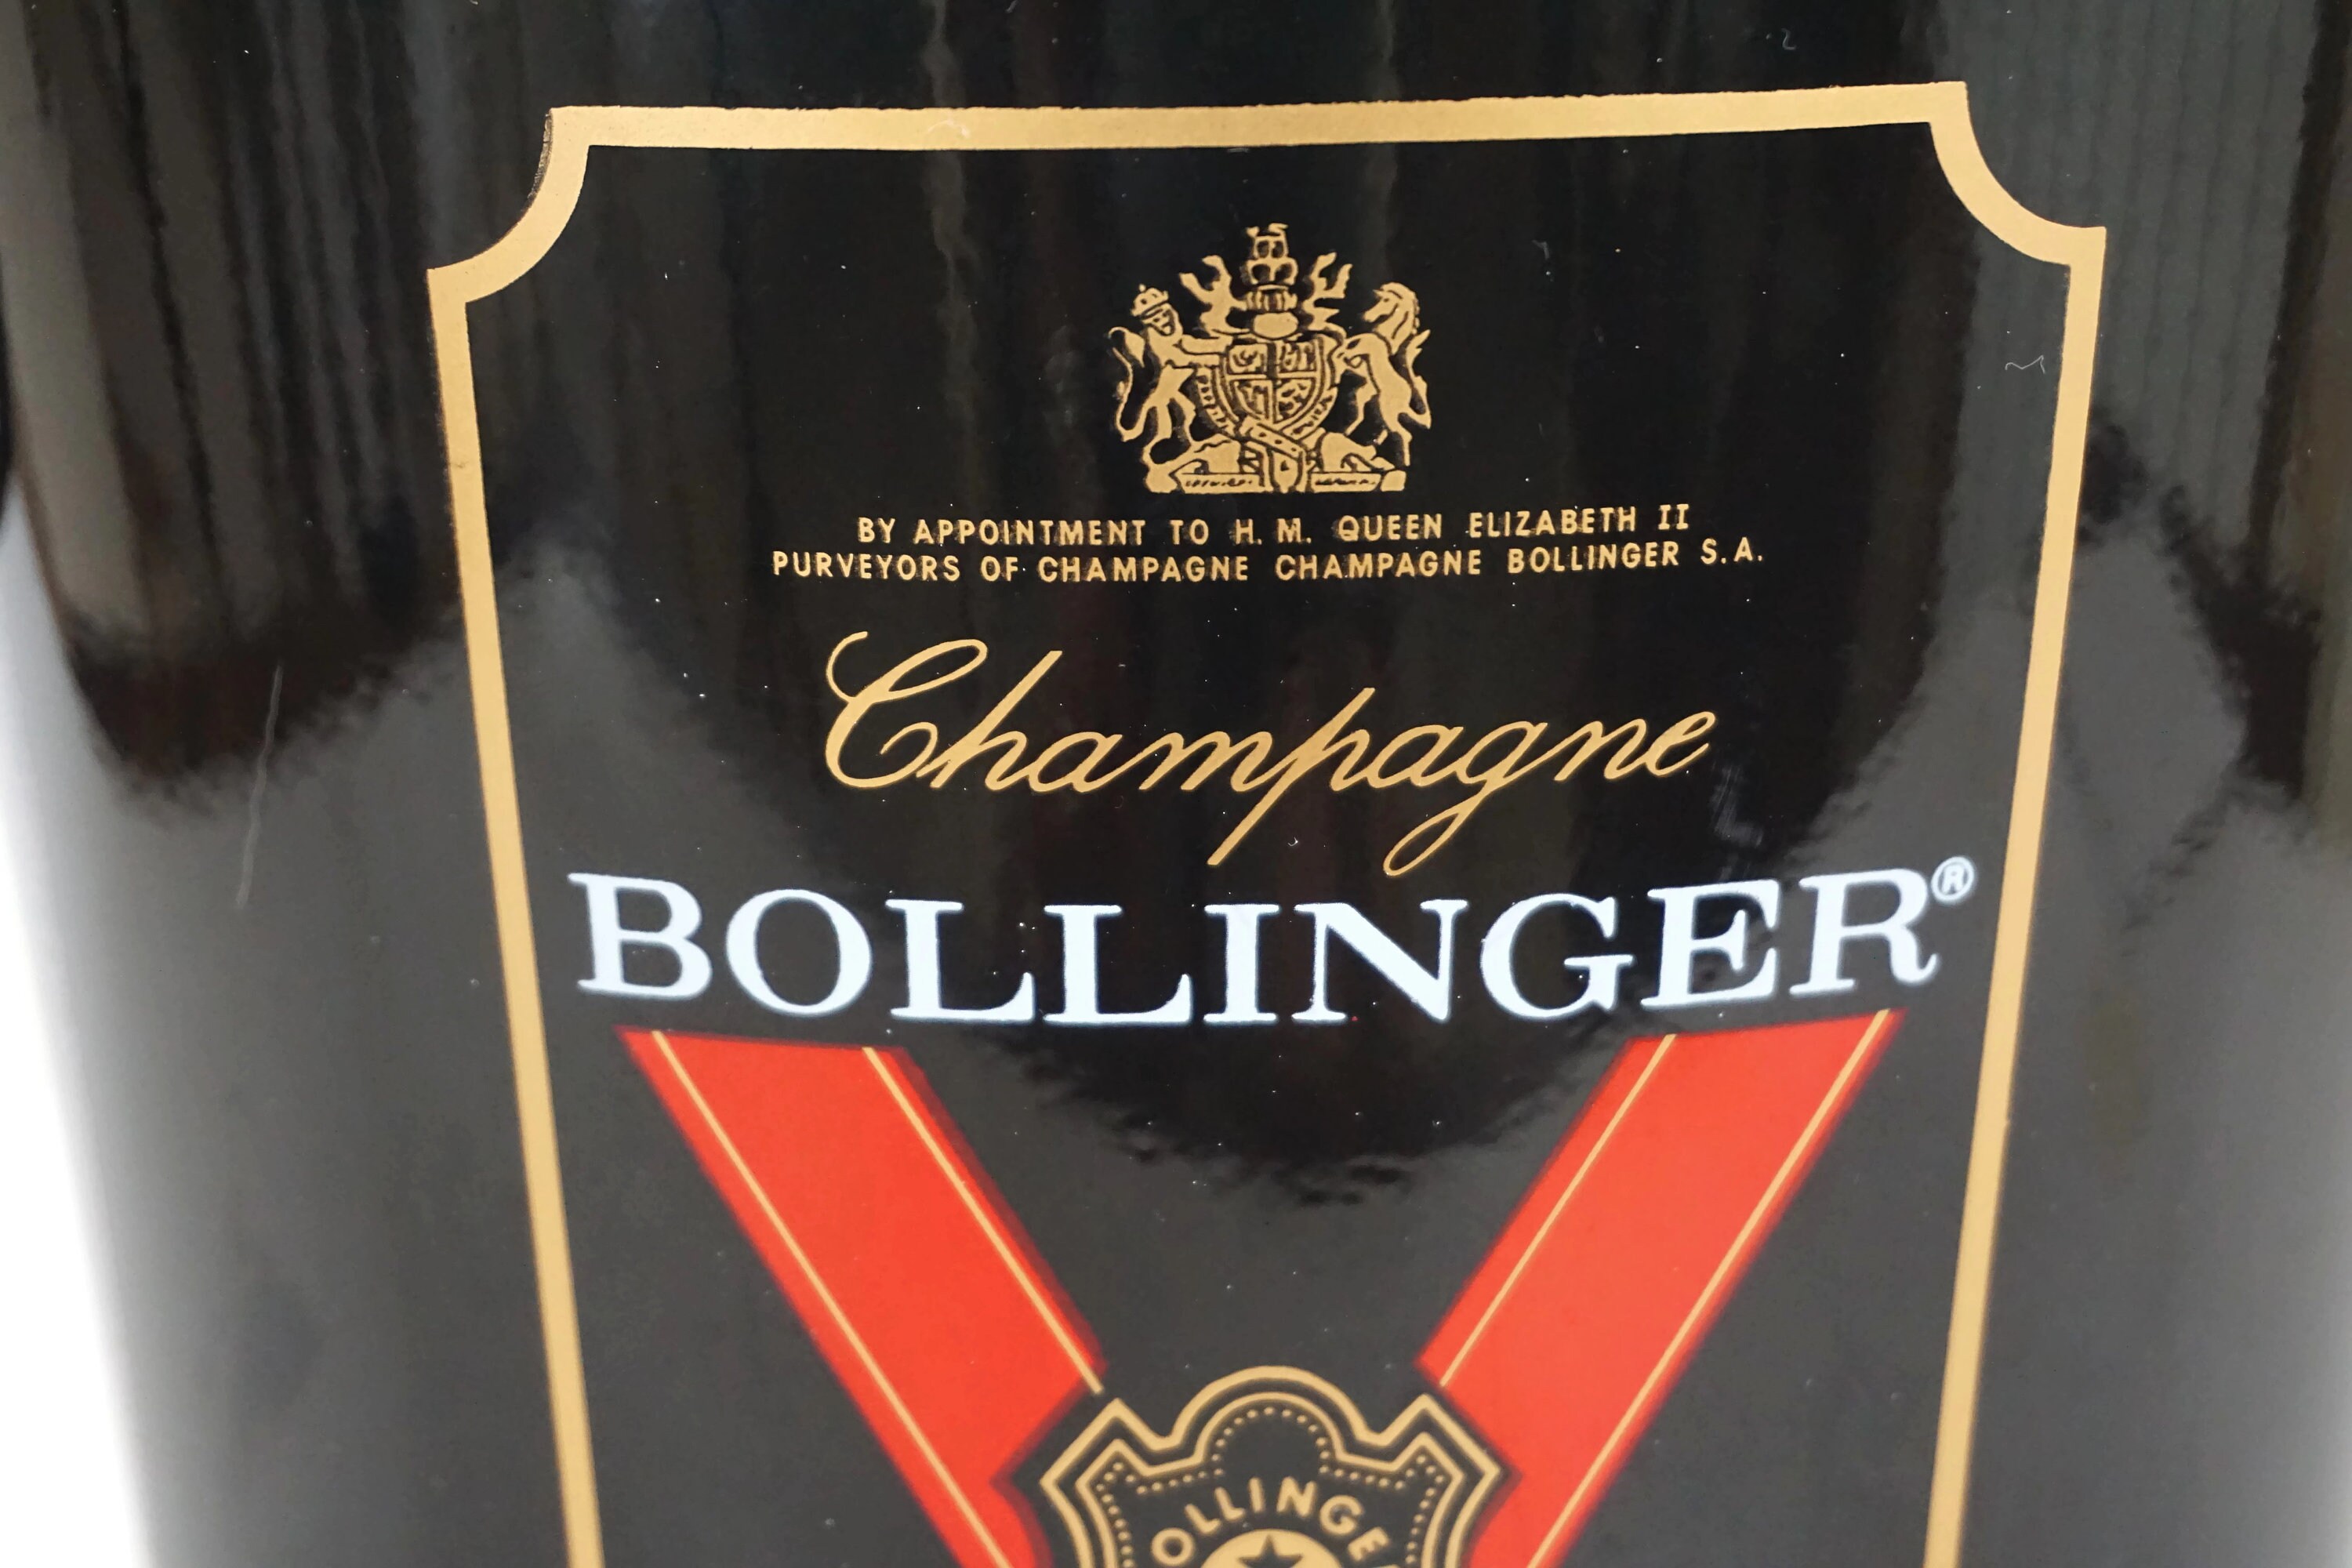 BY APPOINTMENT TO H. M. QUEEN ELIZABETH II
PURVEYORS OF CHAMPAGNE CHAMPAGNE BOLLINGER S.A.
Champagne
BOLLINGER®
OLLINGE